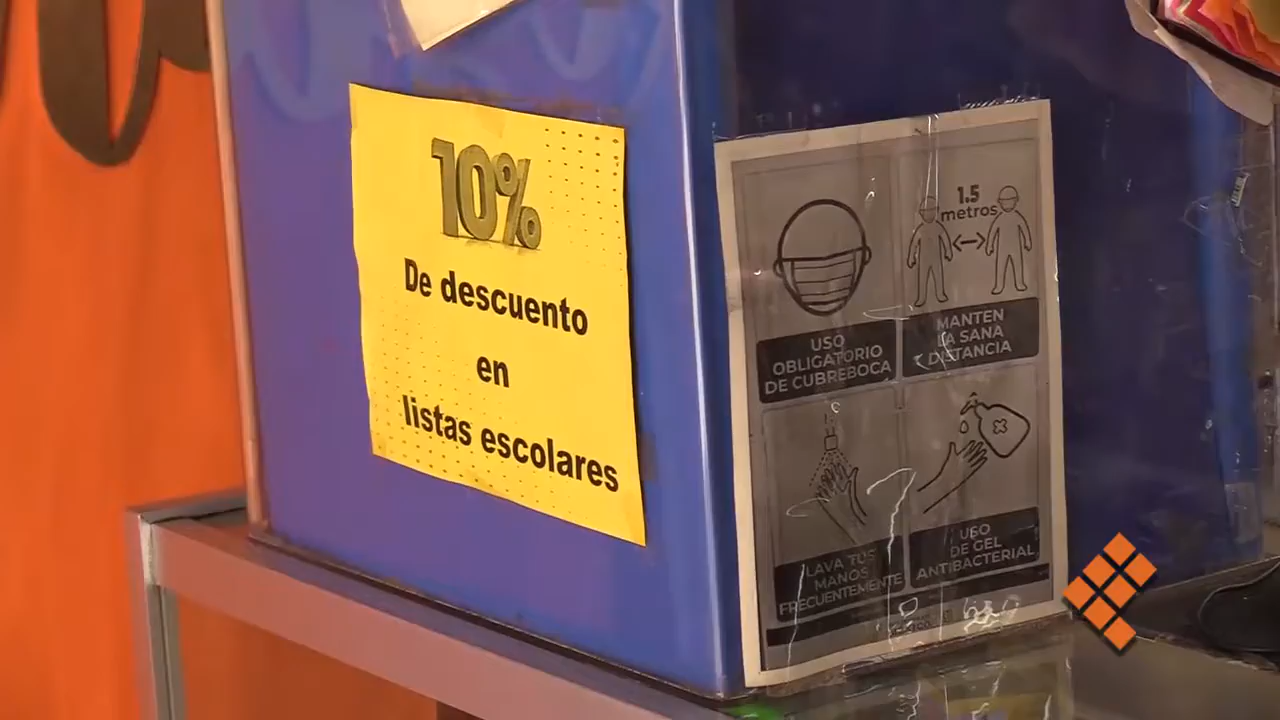 10%
De descuento
en
listas escolares
1.5
metros
USO
OBLIGATORIO
DE CUBREBOCA
MANTEN
LA SANA
DISTANCIA
LAVA TUS
MANOS
FRECUENTEMENTE
USO
DE GEL
ANTIBACTERIAL